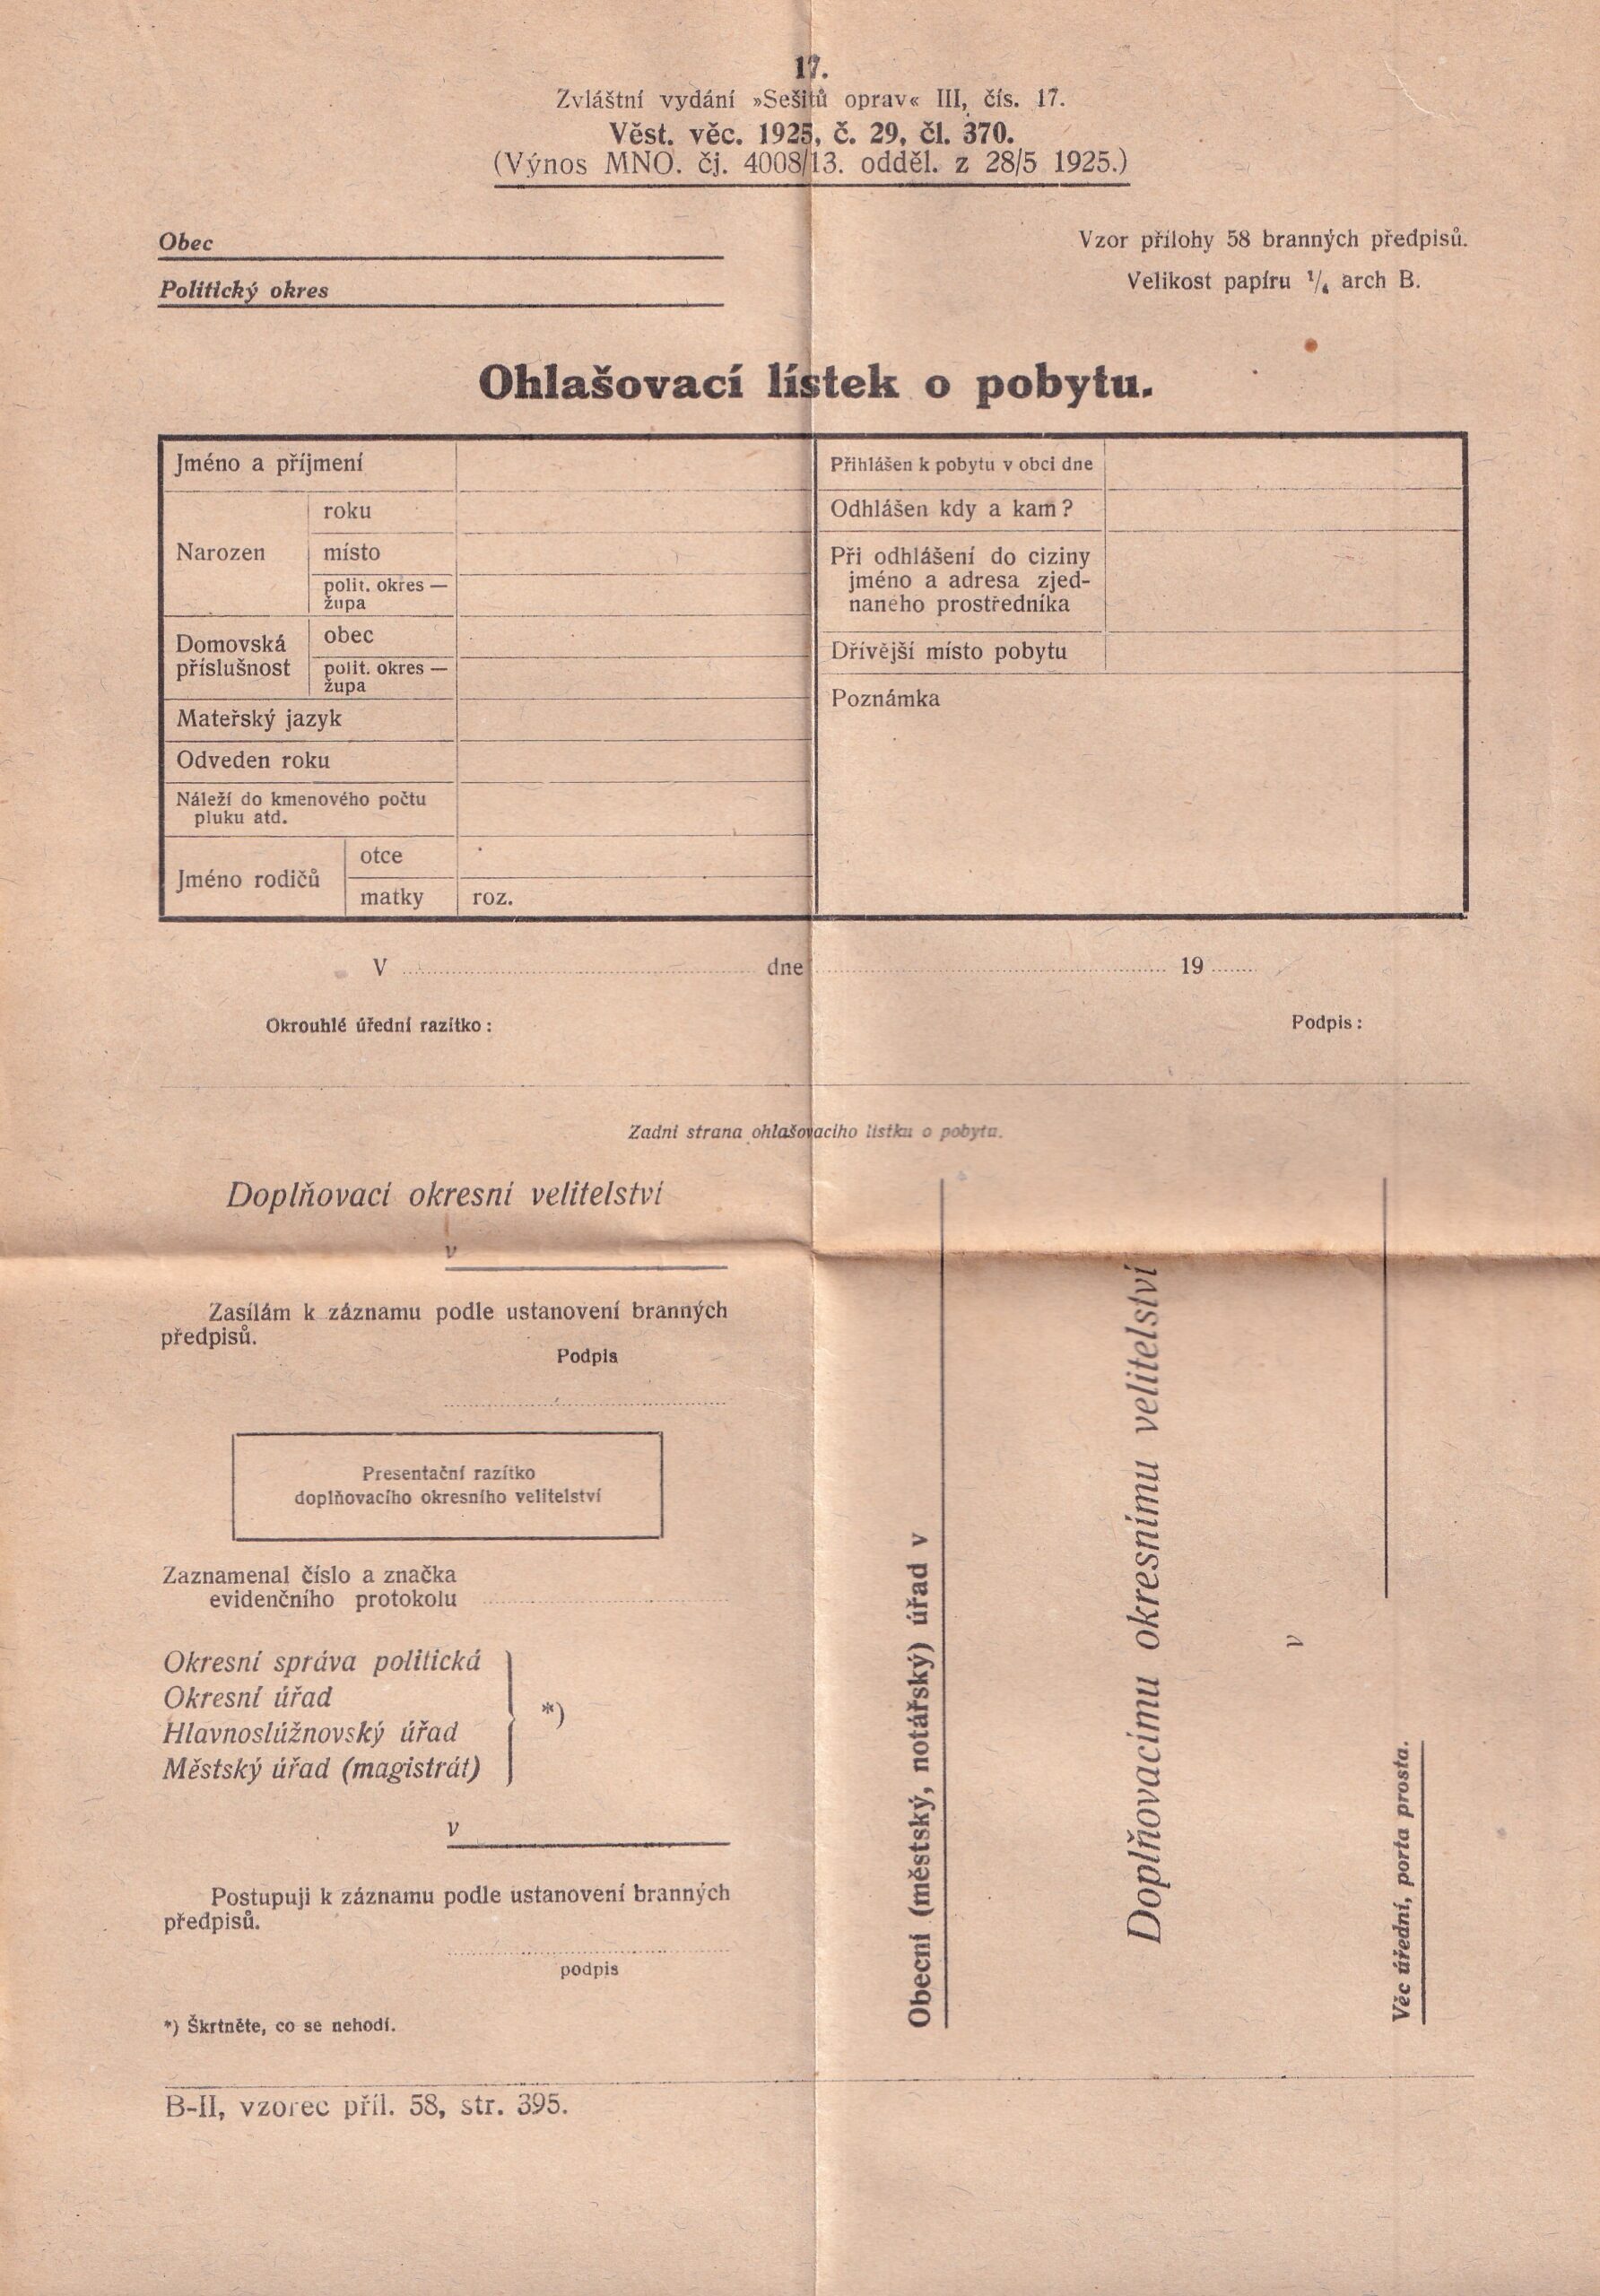 17.
Zvláštní vydání »Sešitů oprav« III, čís. 17.
Věst. věc. 1925, č. 29, čl. 370.
(Výnos MNO. čj. 4008/13. odděl. z 28/5 1925.)
Obec
Politický okres
Vzor přílohy 58 branných předpisů.
Velikost papíru ¼ arch B.
Ohlašovací lístek o pobytu.
Jméno a příjmení
Narozen
roku
místo
polit. okres —
župa
Domovská
příslušnost
obec
polit. okres —
župa
Mateřský jazyk
Odveden roku
Náleží do kmenového počtu
pluku atd.
Jméno rodičů
otce
matky
roz.
Přihlášen k pobytu v obci dne
Odhlášen kdy a kam?
Při odhlášení do ciziny
jméno a adresa zjed-
naného prostředníka
Dřívější místo pobytu
Poznámka
V dne 19
Okrouhlé úřední razítko:
Podpis:
Zadní strana ohlašovacího lístku o pobytu.
Doplňovací okresní velitelství
v
Zasílám k záznamu podle ustanovení branných
předpisů.
Podpis
Presentační razítko
doplňovacího okresního velitelství
Zaznamenal číslo a značka
evidenčního protokolu
Okresní správa politická
Okresní úřad
Hlavnoslúžnovský úřad
Městský úřad (magistrát)
*)
v
Postupuji k záznamu podle ustanovení branných
předpisů.
podpis
*) Škrtněte, co se nehodí.
Obecní (městský, notářský) úřad v
Doplňovacímu okresnímu velitelství
v
Věc úřední, porta prosta.
B-II, vzorec příl. 58, str. 395.